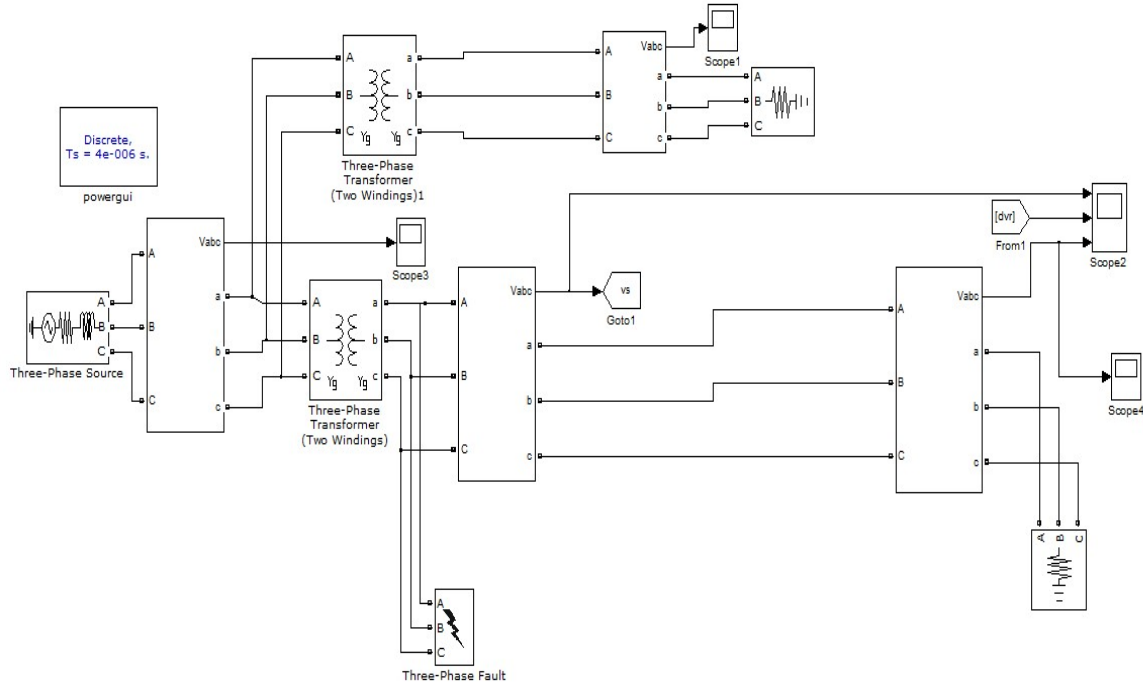 Vabc
Scope1
A
B
C
a
b
c
Yg
Yg
A
B
C
a
b
c
A
B
C
Three-Phase
Transformer
(Two Windings)1
Discrete,
Ts = 4e-006 s.
powergui
[dvr]
From1
Scope2
Vabc
A
B
C
a
b
c
Scope3
A
B
C
Three-Phase Source
A
B
C
a
b
c
Yg
Yg
Three-Phase
Transformer
(Two Windings)
Vabc
A
B
C
a
b
c
vs
Goto1
Vabc
A
B
C
a
b
c
Scope4
A
B
C
A
B
C
Three-Phase Fault